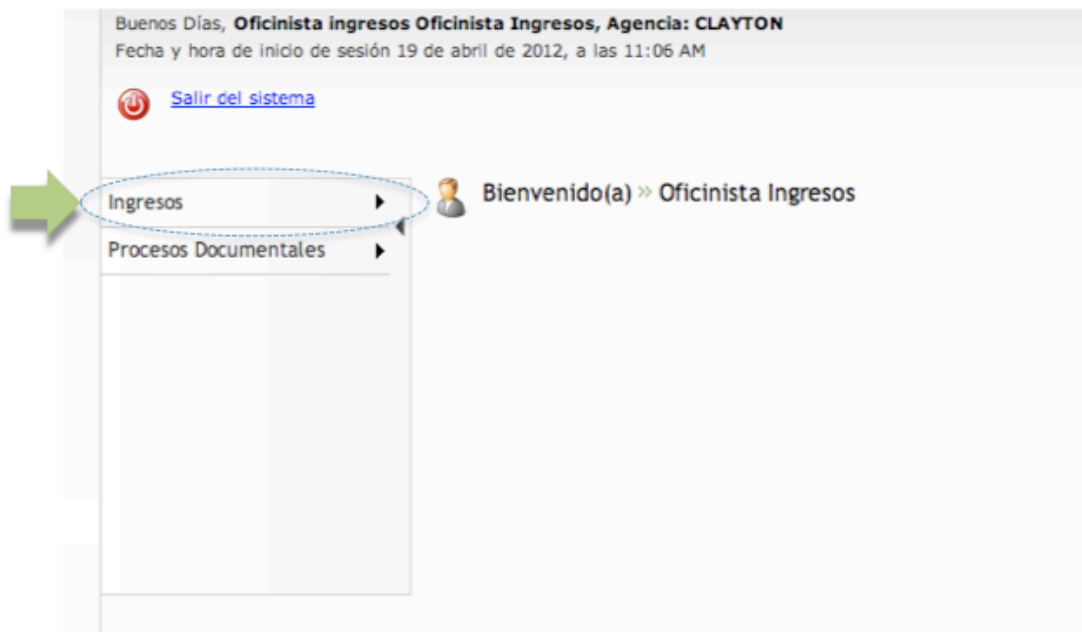 Buenos Días, Oficinista ingresos Oficinista Ingresos, Agencia: CLAYTON
Fecha y hora de inicio de sesión 19 de abril de 2012, a las 11:06 AM
Salir del sistema
Bienvenido(a) » Oficinista Ingresos
Ingresos
Procesos Documentales